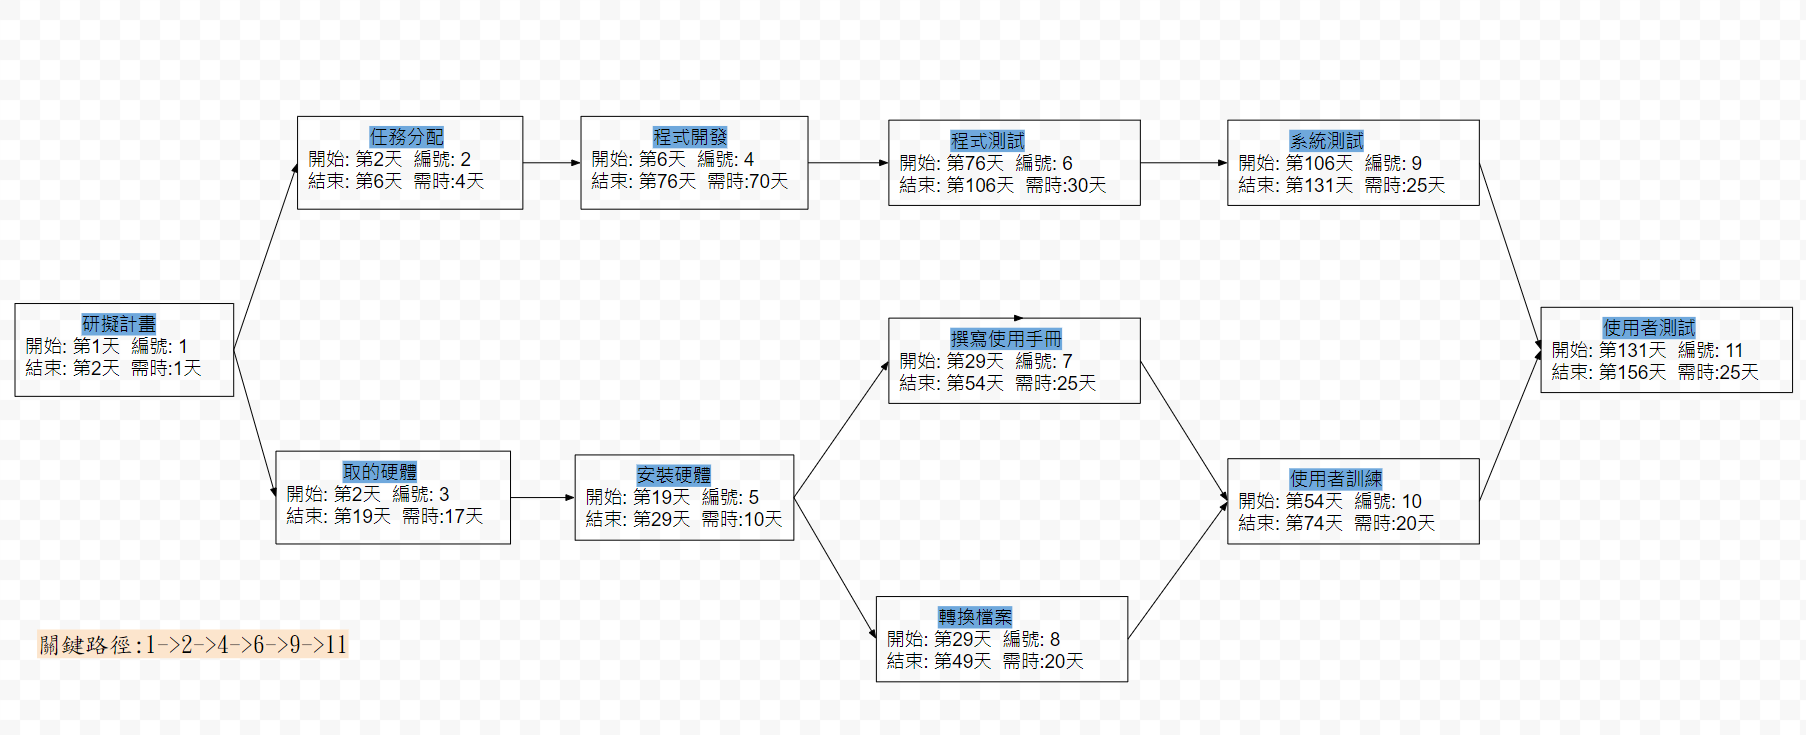 任務分配
開始: 第2天 編號: 2
結束: 第6天 需時:4天
程式開發
開始: 第6天 編號: 4
結束: 第76天 需時:70天
程式測試
開始: 第76天 編號: 6
結束: 第106天 需時:30天
系統測試
開始: 第106天 編號: 9
結束: 第131天 需時:25天
研擬計畫
開始: 第1天 編號: 1
結束: 第2天 需時:1天
撰寫使用手冊
開始: 第29天 編號: 7
結束: 第54天 需時:25天
使用者測試
開始: 第131天 編號: 11
結束: 第156天 需時:25天
取的硬體
開始: 第2天 編號: 3
結束: 第19天 需時:17天
安裝硬體
開始: 第19天 編號: 5
結束: 第29天 需時:10天
使用者訓練
開始: 第54天 編號: 10
結束: 第74天 需時:20天
轉換檔案
開始: 第29天 編號: 8
結束: 第49天 需時:20天
關鍵路徑:1->2->4->6->9->11